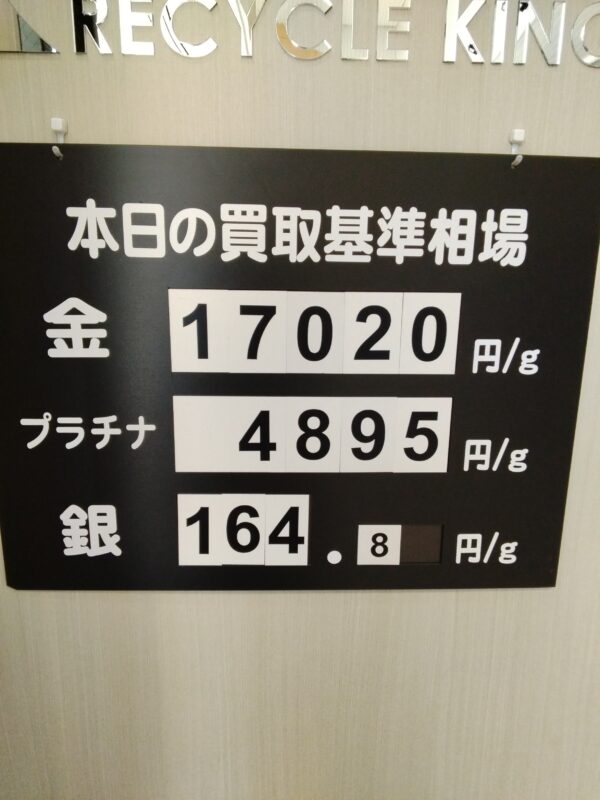 RECYCLE KING
本日の買取基準相場
金 17020 円/g
プラチナ 4895 円/g
銀 164.8 円/g